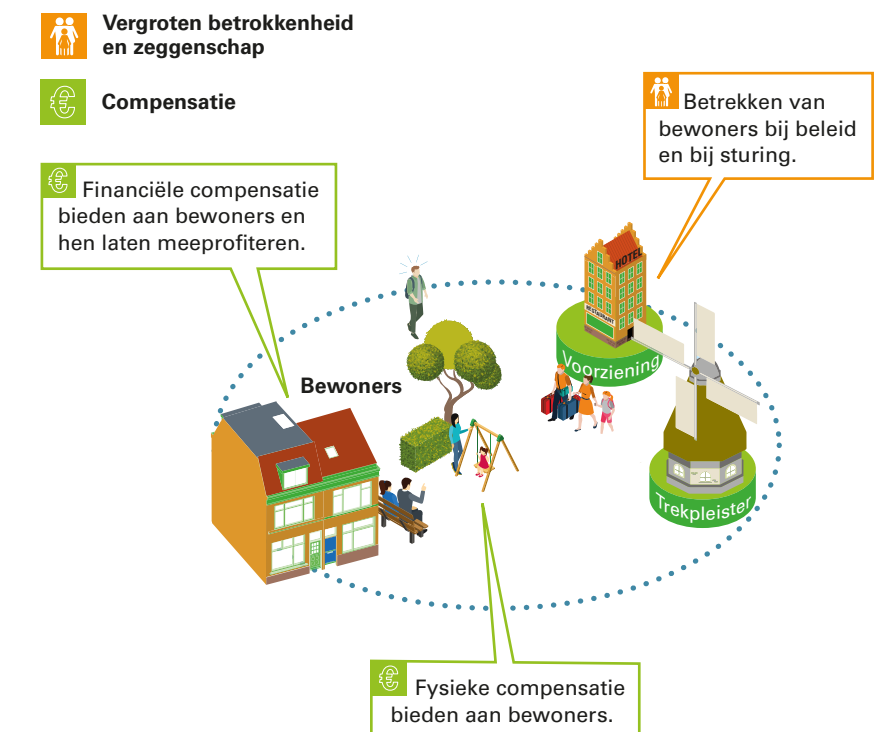 Vergroten betrokkenheid
en zeggenschap
Compensatie
Betrekken van
bewoners bij beleid
en bij sturing.
Financiële compensatie
bieden aan bewoners en
hen laten meeprofiteren.
HOTEL
RESTAURANT
Voorziening
Bewoners
Trekpleister
Fysieke compensatie
bieden aan bewoners.